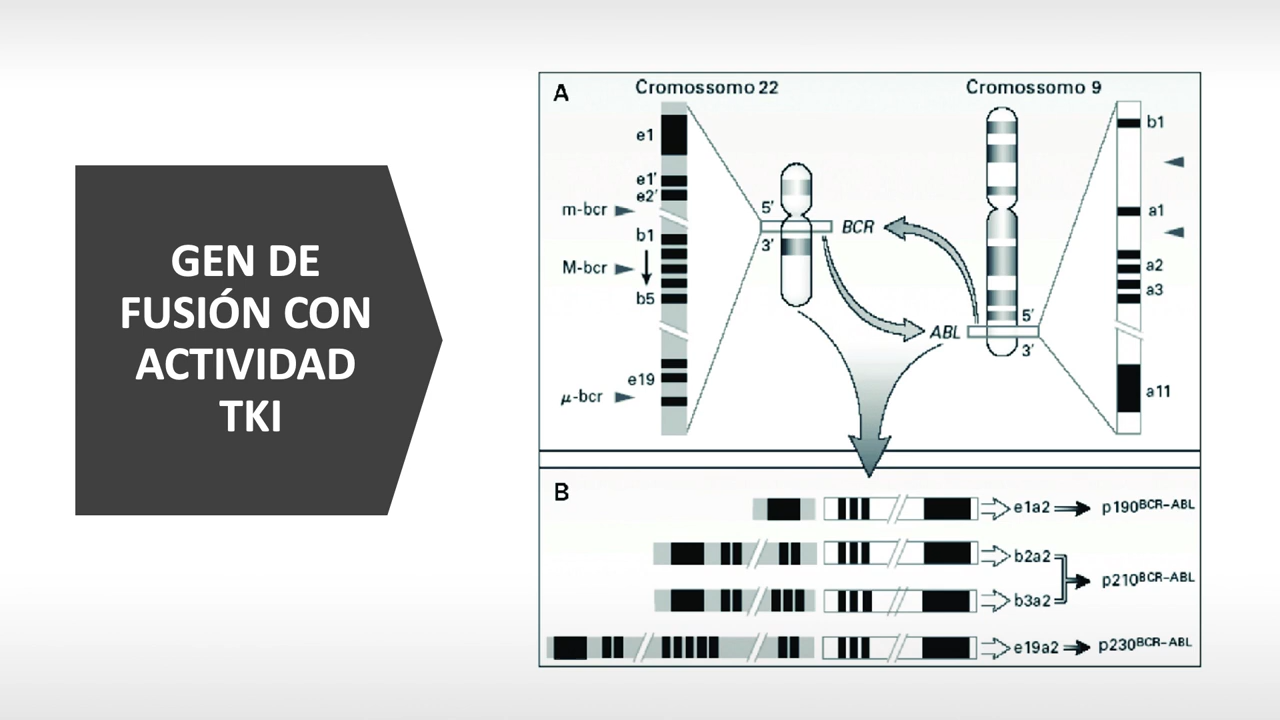 GEN DE
FUSIÓN CON
ACTIVIDAD
TKI
A
Cromossomo 22
Cromossomo 9
e1
e1'
e2'
m-bcr
b1
M-bcr
b5
e19
μ-bcr
5'
3'
BCR
ABL
5'
3'
b1
a1
a2
a3
a11
B
e1a2
p190BCR-ABL
b2a2
b3a2
p210BCR-ABL
e19a2
p230BCR-ABL